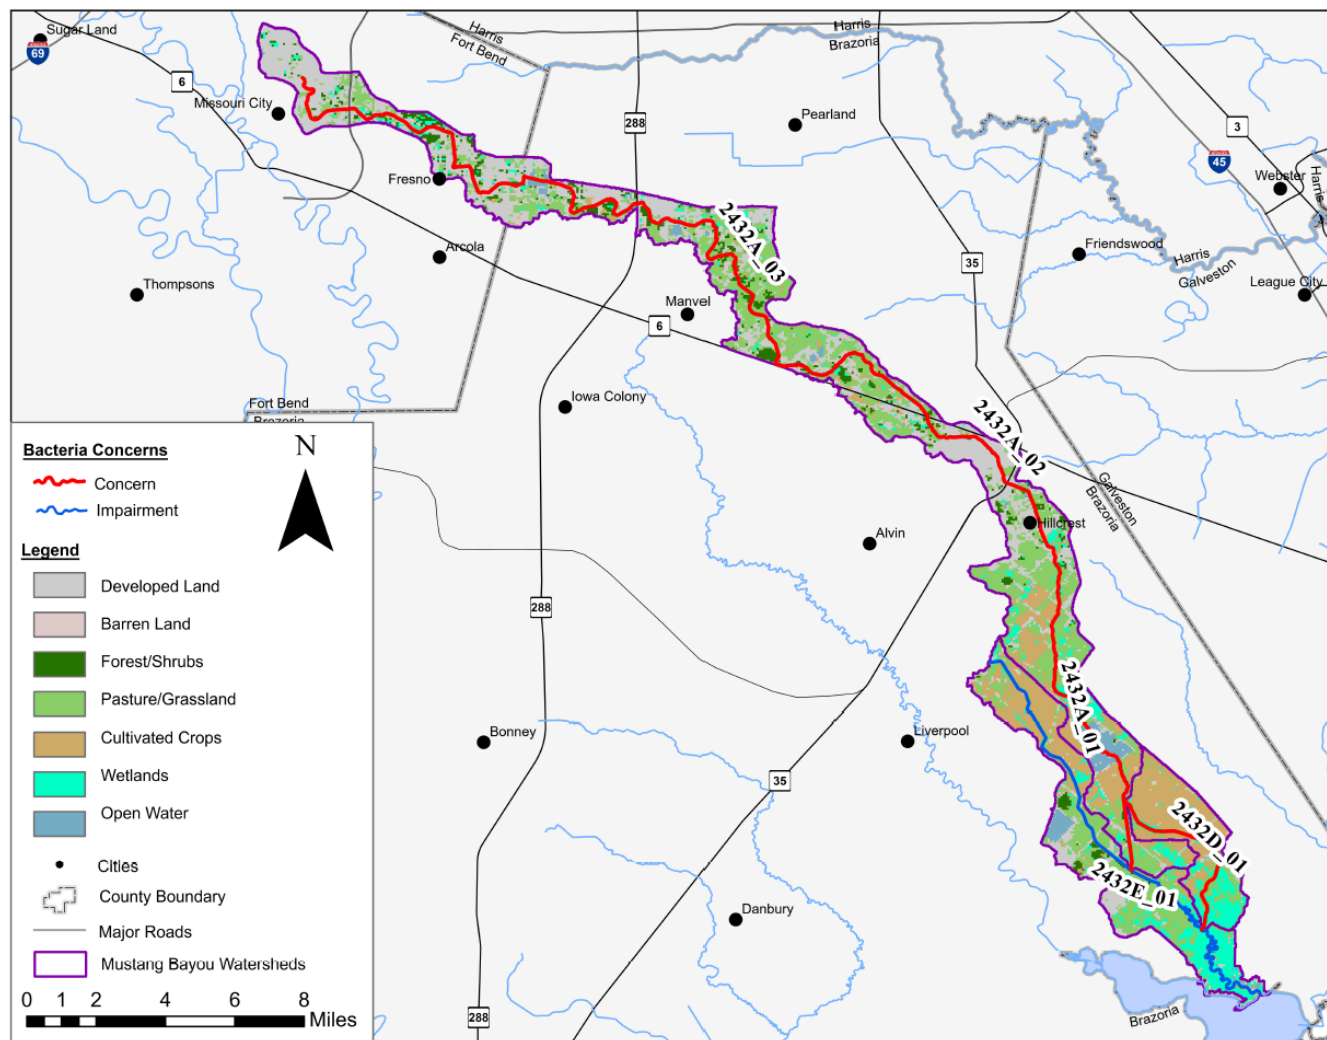 Sugar Land
69
6
Missouri City
Harris
Fort Bend
288
Harris
Brazoria
Pearland
3
45
Webster
Harris
Fresno
Arcola
2432A_03
35
Friendswood
Harris
Galveston
League City
Thompsons
Manvel
6
Fort Bend
Brazoria
Iowa Colony
2432A_02
Galveston
Brazoria
Hillcrest
Alvin
288
2432A_01
Liverpool
Bonney
35
2432D_01
2432E_01
Danbury
288
Brazoria
Bacteria Concerns
Concern
Impairment
N
Legend
Developed Land
Barren Land
Forest/Shrubs
Pasture/Grassland
Cultivated Crops
Wetlands
Open Water
Cities
County Boundary
Major Roads
Mustang Bayou Watersheds
0 1 2 4 6 8
Miles